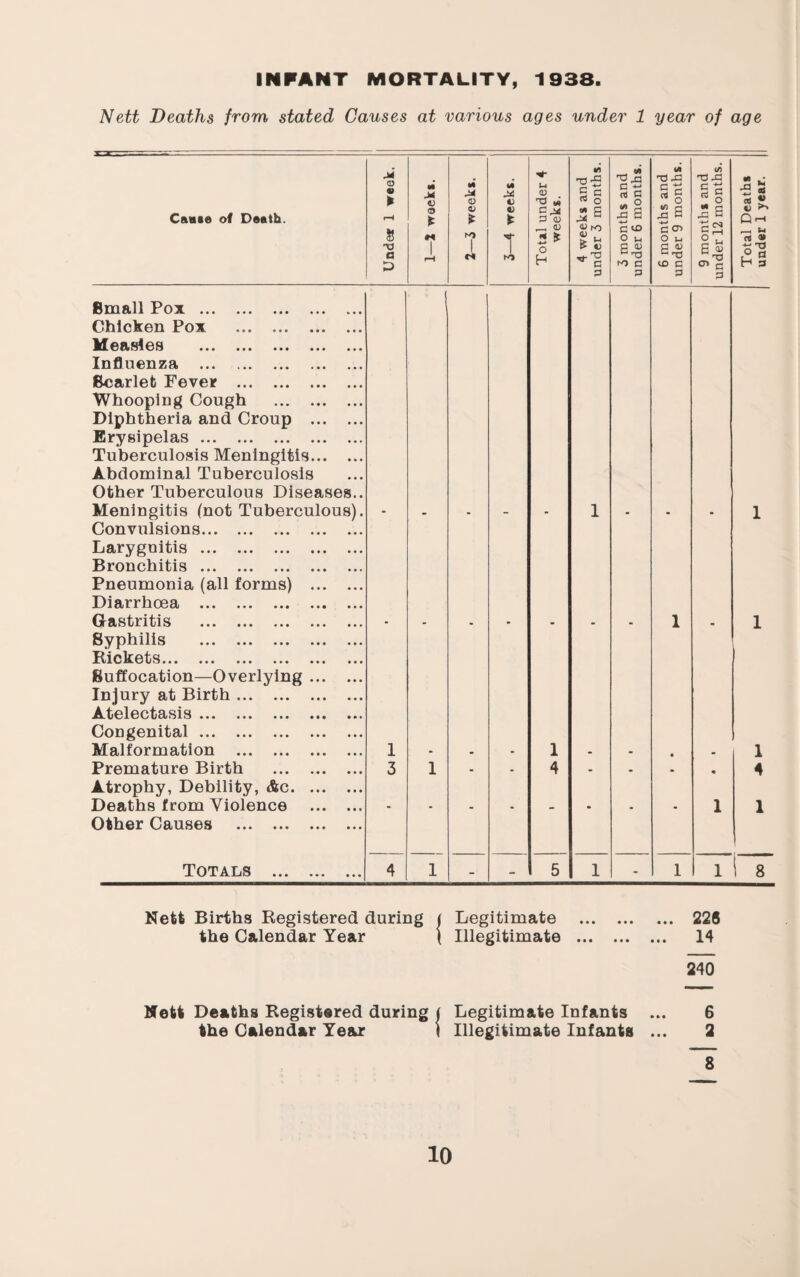 INFANT MORTALITY, 1938.
Nett Deaths from stated Causes at various ages under 1 year of age
Cause of Death. | Under 1 week. | 1—2 weeks. | 2—3 weeks. | 3—4 weeks. | Total under 4 weeks. | 4 weeks and under 3 months. | 3 months and under 6 months. | 6 months and under 9 months. | 9 months and under 12 months. | Total Deaths under 1 year.
Small Pox ... ... ... ... ...
Chicken Pox ... ... ... ...
Measles ... ... ... ... ...
Influenza ... ... ... ... ...
Scarlet Fever ... ... ... ...
Whooping Cough ... ... ...
Diphtheria and Croup ... ...
Erysipelas ... ... ... ... ...
Tuberculosis Meningitis... ...
Abdominal Tuberculosis ...
Other Tuberculous Diseases..
Meningitis (not Tuberculous). - - - - - 1 - - - 1
Convulsions... ... ... ... ...
Larygnitis ... ... ... ... ...
Bronchitis ... ... ... ... ...
Pneumonia (all forms) ... ...
Diarrhœa ... ... ... ... ...
Gastritis ... ... ... ... ... - - - - - - - 1 - 1
Syphilis ... ... ... ... ...
Rickets... ... ... ... ... ...
Suffocation—Overlying ... ...
Injury at Birth ... ... ... ...
Atelectasis ... ... ... ... ...
Congenital ... ... ... ... ...
Malformation ... ... ... ... 1 - - - 1 - - - - 1
Premature Birth ... ... ... 3 1 - - 4 - - - - 4
Atrophy, Debility, &c. ... ...
Deaths from Violence ... ... - - - - - - - - 1 1
Other Causes ... ... ... ...
TOTALS ... ... ... 4 1 - - 5 1 - 1 1 8
Nett Births Registered during { Legitimate ... ... ... 226
the Calendar Year { Illegitimate ... ... ... 14
240
Nett Deaths Registered during { Legitimate Infants ... 6
the Calendar Year { Illegitimate Infants ... 2
8
10